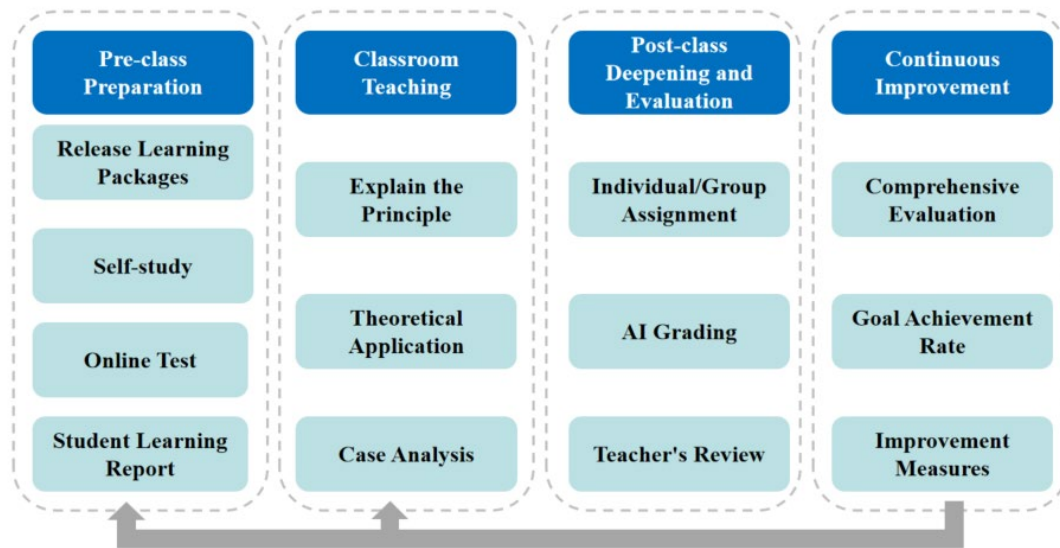 Pre-class
Preparation
Release Learning
Packages
Self-study
Online Test
Student Learning
Report
Classroom
Teaching
Explain the
Principle
Theoretical
Application
Case Analysis
Post-class
Deepening and
Evaluation
Individual/Group
Assignment
AI Grading
Teacher's Review
Continuous
Improvement
Comprehensive
Evaluation
Goal Achievement
Rate
Improvement
Measures